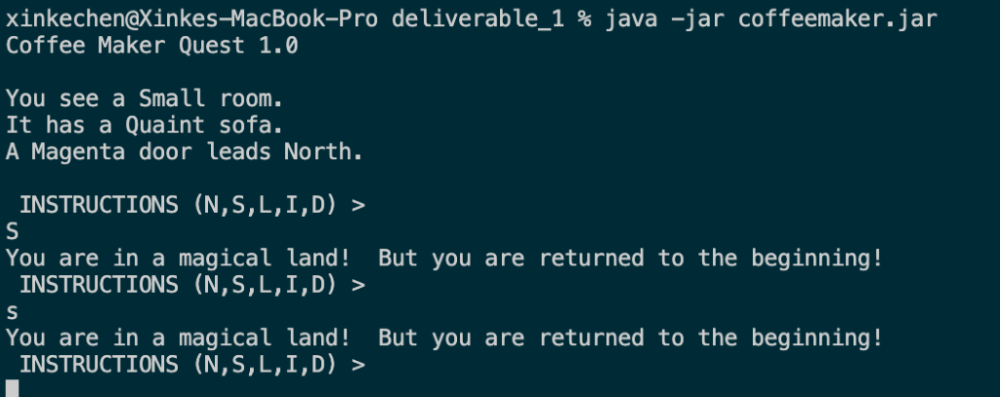 xinkechen@Xinkes-MacBook-Pro deliverable_1 % java -jar coffeemaker.jar
Coffee Maker Quest 1.0
You see a Small room.
It has a Quaint sofa.
A Magenta door leads North.
INSTRUCTIONS (N,S,L,I,D) >
S
You are in a magical land!  But you are returned to the beginning!
INSTRUCTIONS (N,S,L,I,D) >
s
You are in a magical land!  But you are returned to the beginning!
INSTRUCTIONS (N,S,L,I,D) >